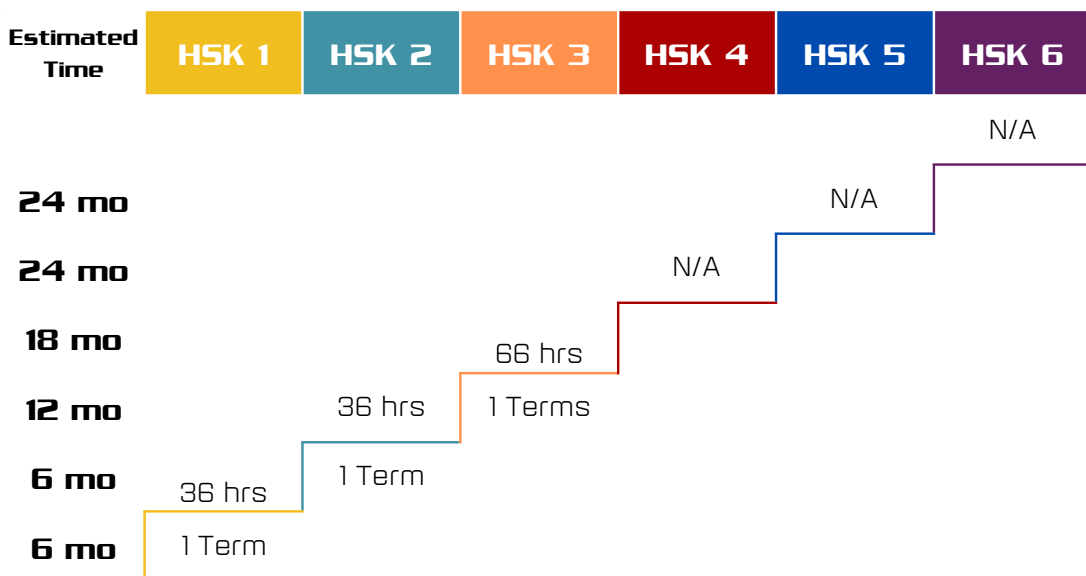 Estimated
Time
HSK 1
HSK 2
HSK 3
HSK 4
HSK 5
HSK 6
N/A
24 mo
N/A
24 mo
N/A
18 mo
66 hrs
12 mo
36 hrs
1 Terms
6 mo
36 hrs
1 Term
6 mo
1 Term